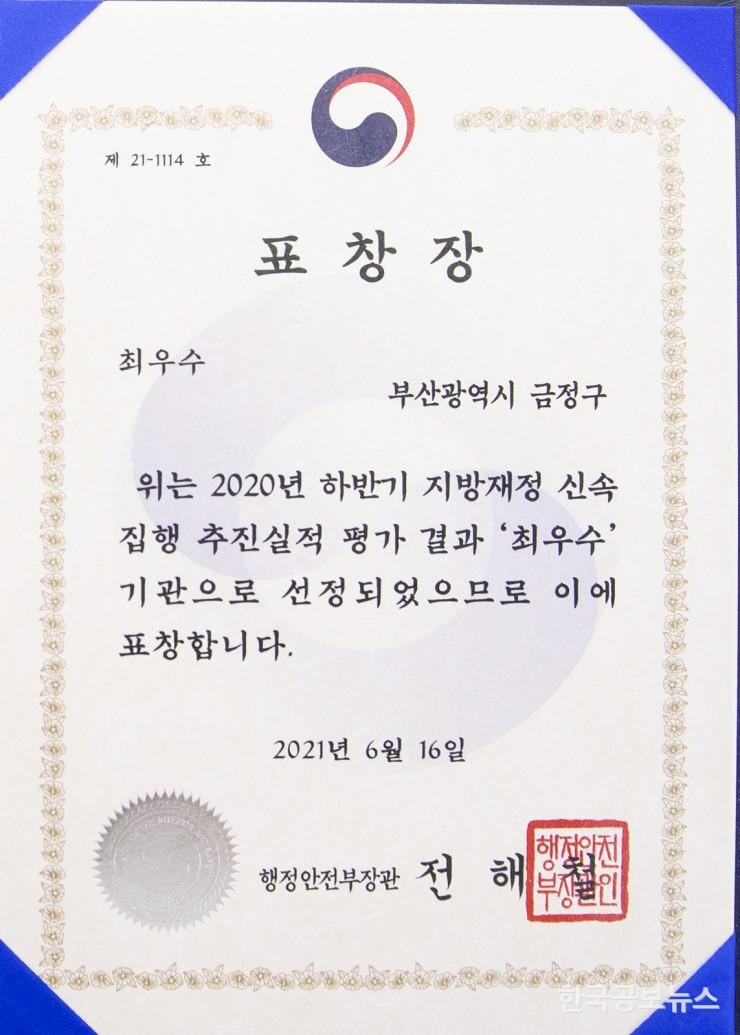 제 21-1114 호
표 창 장
최우수
부산광역시 금정구
위는 2020년 하반기 지방재정 신속
집행 추진실적 평가 결과 ‘최우수’
기관으로 선정되었으므로 이에
표창합니다.
2021년 6월 16일
행정안전부장관 전 해 철
행정안전
부장관인
한국공보뉴스